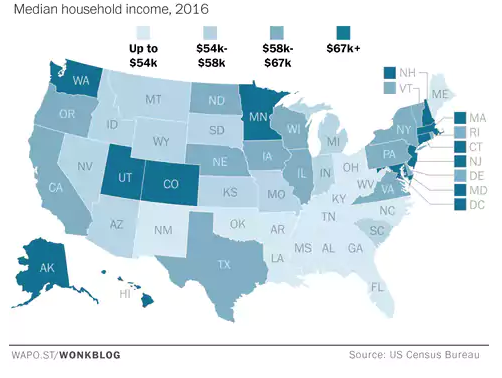 Median household income, 2016
Up to $54k
$54k-$58k
$58k-$67k
$67k+
WA
OR
CA
NV
ID
MT
WY
UT
CO
AZ
NM
ND
SD
NE
KS
OK
TX
MN
IA
MO
AR
LA
WI
IL
MI
IN
OH
KY
TN
MS
AL
GA
FL
SC
NC
WV
VA
PA
NY
ME
NH
VT
MA
RI
CT
NJ
DE
MD
DC
AK
HI
WAPO.ST/WONKBLOG
Source: US Census Bureau